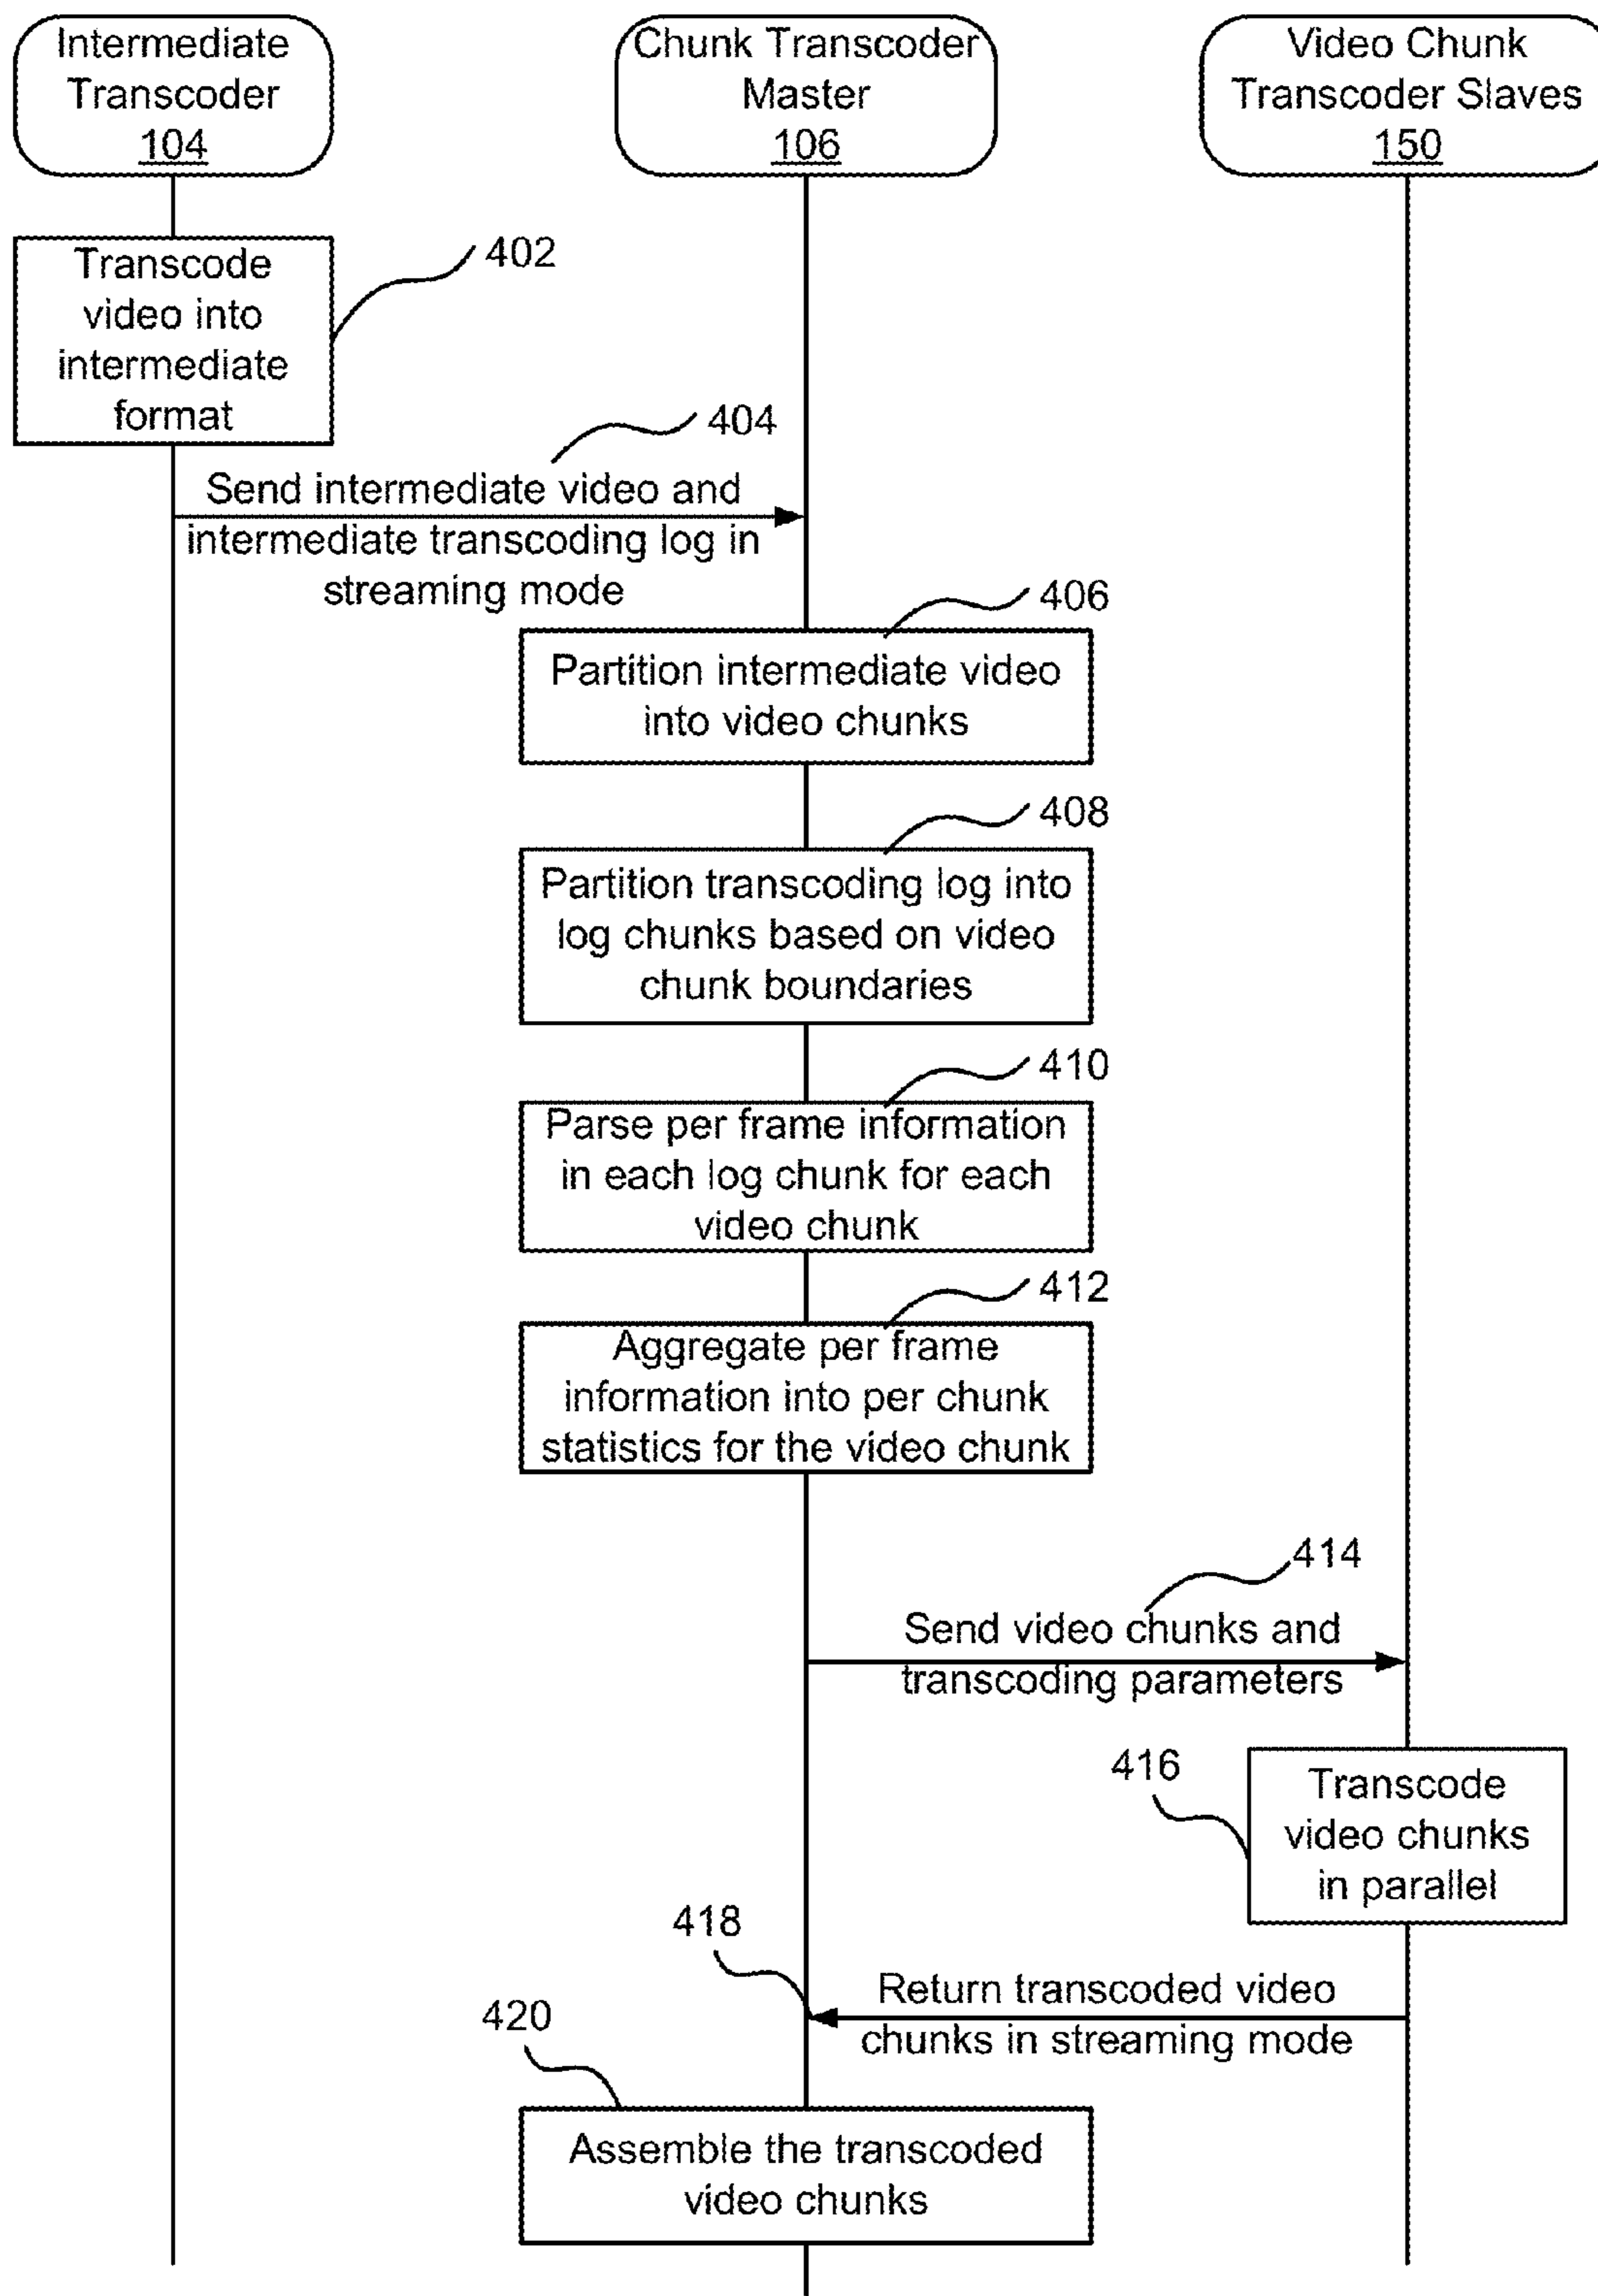 Intermediate
Transcoder
104
Chunk Transcoder
Master
106
Video Chunk
Transcoder Slaves
150
Transcode
video into
intermediate
format
402
404
Send intermediate video and
intermediate transcoding log in
streaming mode
406
Partition intermediate video
into video chunks
408
Partition transcoding log into
log chunks based on video
chunk boundaries
410
Parse per frame information
in each log chunk for each
video chunk
412
Aggregate per frame
information into per chunk
statistics for the video chunk
414
Send video chunks and
transcoding parameters
416
Transcode
video chunks
in parallel
418
Return transcoded video
chunks in streaming mode
420
Assemble the transcoded
video chunks